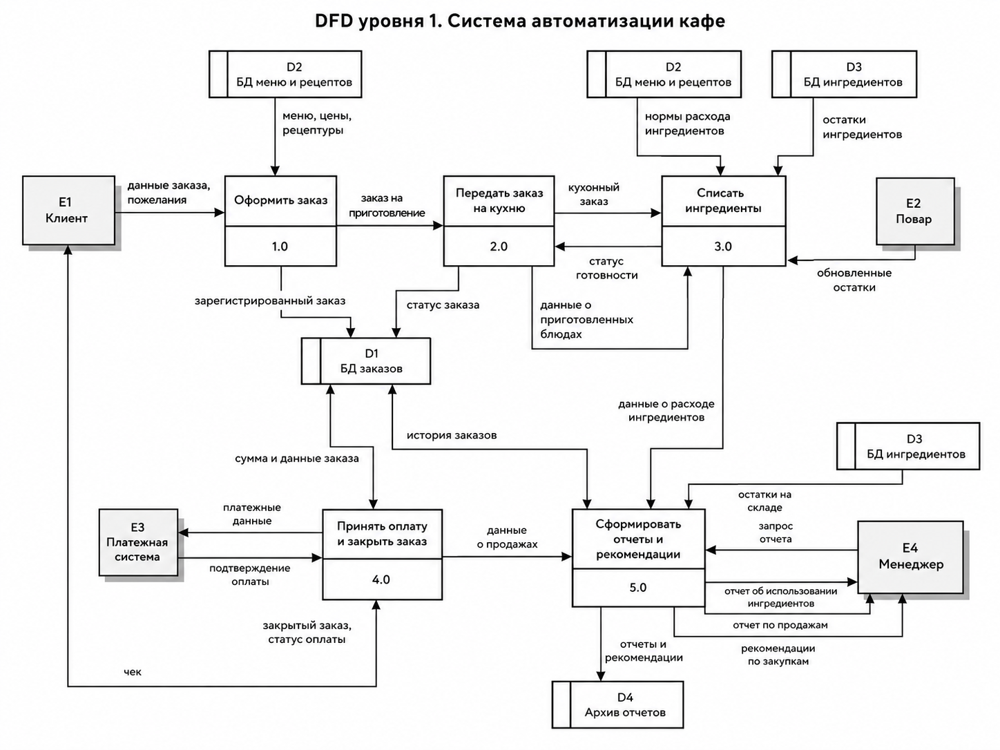 DFD уровня 1. Система автоматизации кафе
D2
БД меню и рецептов
D2
БД меню и рецептов
D3
БД ингредиентов
меню, цены,
рецептуры
нормы расхода
ингредиентов
остатки
ингредиентов
E1
Клиент
данные заказа,
пожелания
Оформить заказ
1.0
заказ на
приготовление
Передать заказ
на кухню
2.0
кухонный
заказ
статус
готовности
Списать
ингредиенты
3.0
E2
Повар
обновленные
остатки
зарегистрированный заказ
статус заказа
данные о
приготовленных
блюдах
D1
БД заказов
данные о расходе
ингредиентов
история заказов
сумма и данные заказа
D3
БД ингредиентов
остатки на
складе
E3
Платежная
система
платежные
данные
подтверждение
оплаты
Принять оплату
и закрыть заказ
4.0
данные
о продажах
Сформировать
отчеты и
рекомендации
5.0
запрос
отчета
E4
Менеджер
отчет об использовании
ингредиентов
отчет по продажам
рекомендации
по закупкам
закрытый заказ,
статус оплаты
отчеты и
рекомендации
чек
D4
Архив отчетов